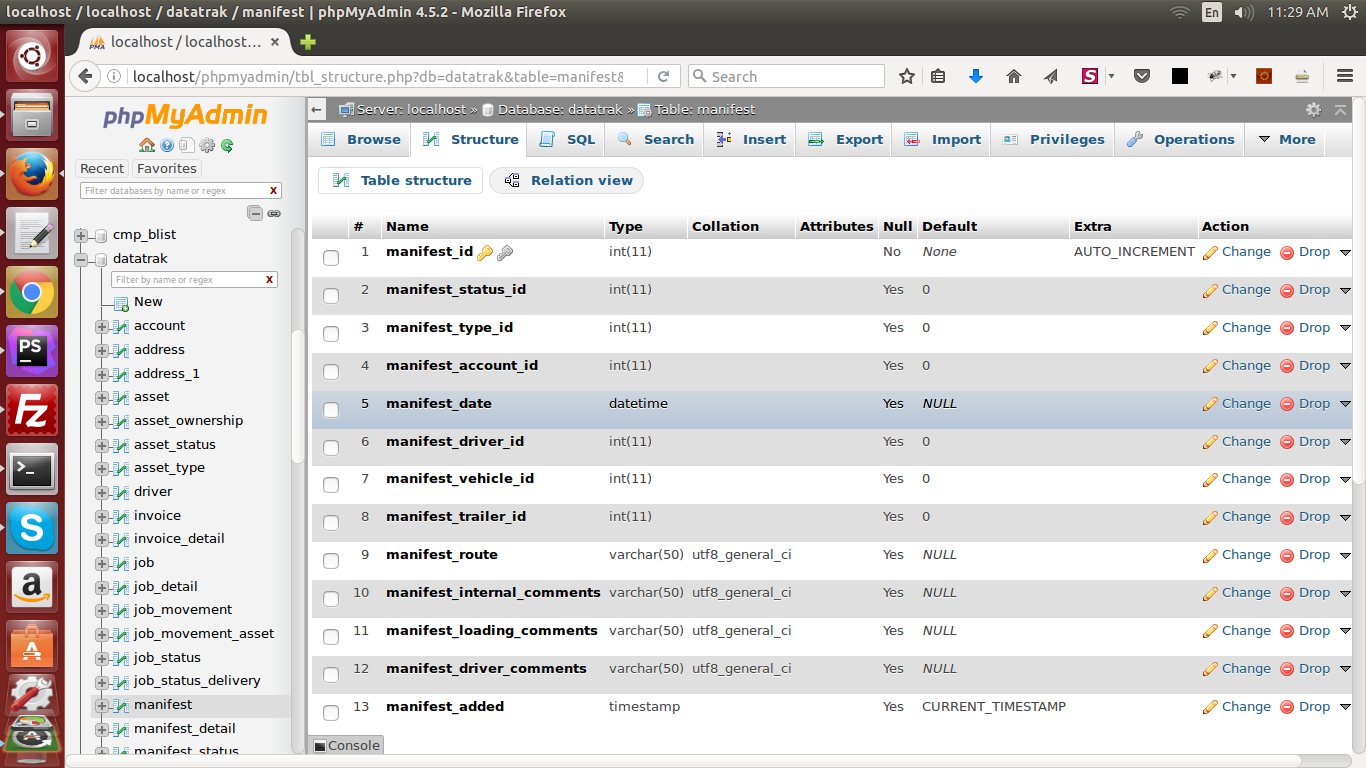 localhost / localhost / datatrak / manifest | phpMyAdmin 4.5.2 - Mozilla Firefox
En
11:29 AM
PMA
localhost / localhost...
localhost/phpmyadmin/tbl_structure.php?db=datatrak&table=manifest&
Search
S
phpMyAdmin
Server: localhost » Database: datatrak » Table: manifest
Browse Structure SQL Search Insert Export Import Privileges Operations More
Recent Favorites
Filter databases by name or regex X
Table structure Relation view
cmp_blist
datatrak
Filter by name or regex X
New
account
address
address_1
asset
asset_ownership
asset_status
asset_type
driver
invoice
invoice_detail
job
job_detail
job_movement
job_movement_asset
job_status
job_status_delivery
manifest
manifest_detail
manifest_status
# Name Type Collation Attributes Null Default Extra Action
1 manifest_id int(11) No None AUTO_INCREMENT Change Drop
2 manifest_status_id int(11) Yes 0 Change Drop
3 manifest_type_id int(11) Yes 0 Change Drop
4 manifest_account_id int(11) Yes 0 Change Drop
5 manifest_date datetime Yes NULL Change Drop
6 manifest_driver_id int(11) Yes 0 Change Drop
7 manifest_vehicle_id int(11) Yes 0 Change Drop
8 manifest_trailer_id int(11) Yes 0 Change Drop
9 manifest_route varchar(50) utf8_general_ci Yes NULL Change Drop
10 manifest_internal_comments varchar(50) utf8_general_ci Yes NULL Change Drop
11 manifest_loading_comments varchar(50) utf8_general_ci Yes NULL Change Drop
12 manifest_driver_comments varchar(50) utf8_general_ci Yes NULL Change Drop
13 manifest_added timestamp Yes CURRENT_TIMESTAMP Change Drop
Console
PS
Fz
S
a
A